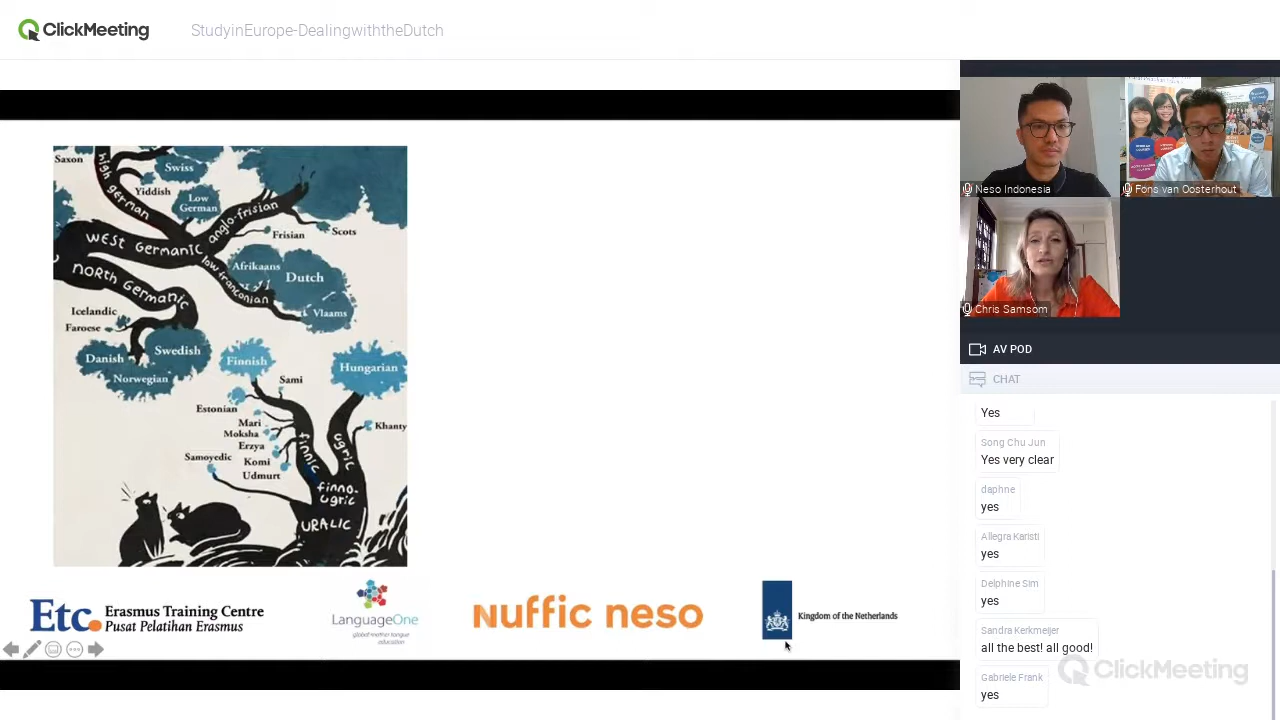 ClickMeeting
StudyinEurope-DealingwiththeDutch
Saxon
high german
Swiss
Yiddish
Low
German
anglo-frisian
Frisian
Scots
WEST Germanic
Afrikaans
Dutch
low franconian
Vlaams
NORth Germanic
Icelandic
Faroese
Danish
Swedish
Norwegian
Finnish
Hungarian
Sami
Estonian
Mari
Moksha
Erzya
Komi
Udmurt
Samoyedic
Khanty
finnic
ugric
finno-
ugric
URALIC
Etc. Erasmus Training Centre
Pusat Pelatihan Erasmus
LanguageOne
global mother tongue
education
Nuffic neso
Kingdom of the Netherlands
Neso Indonesia
Fons van Oosterhout
Chris Samsom
AV POD
CHAT
Yes
Song Chu Jun
Yes very clear
daphne
yes
Allegra Karisti
yes
Delphine Sim
yes
Sandra Kerkmeijer
all the best! all good!
Gabriele Frank
yes
ClickMeeting